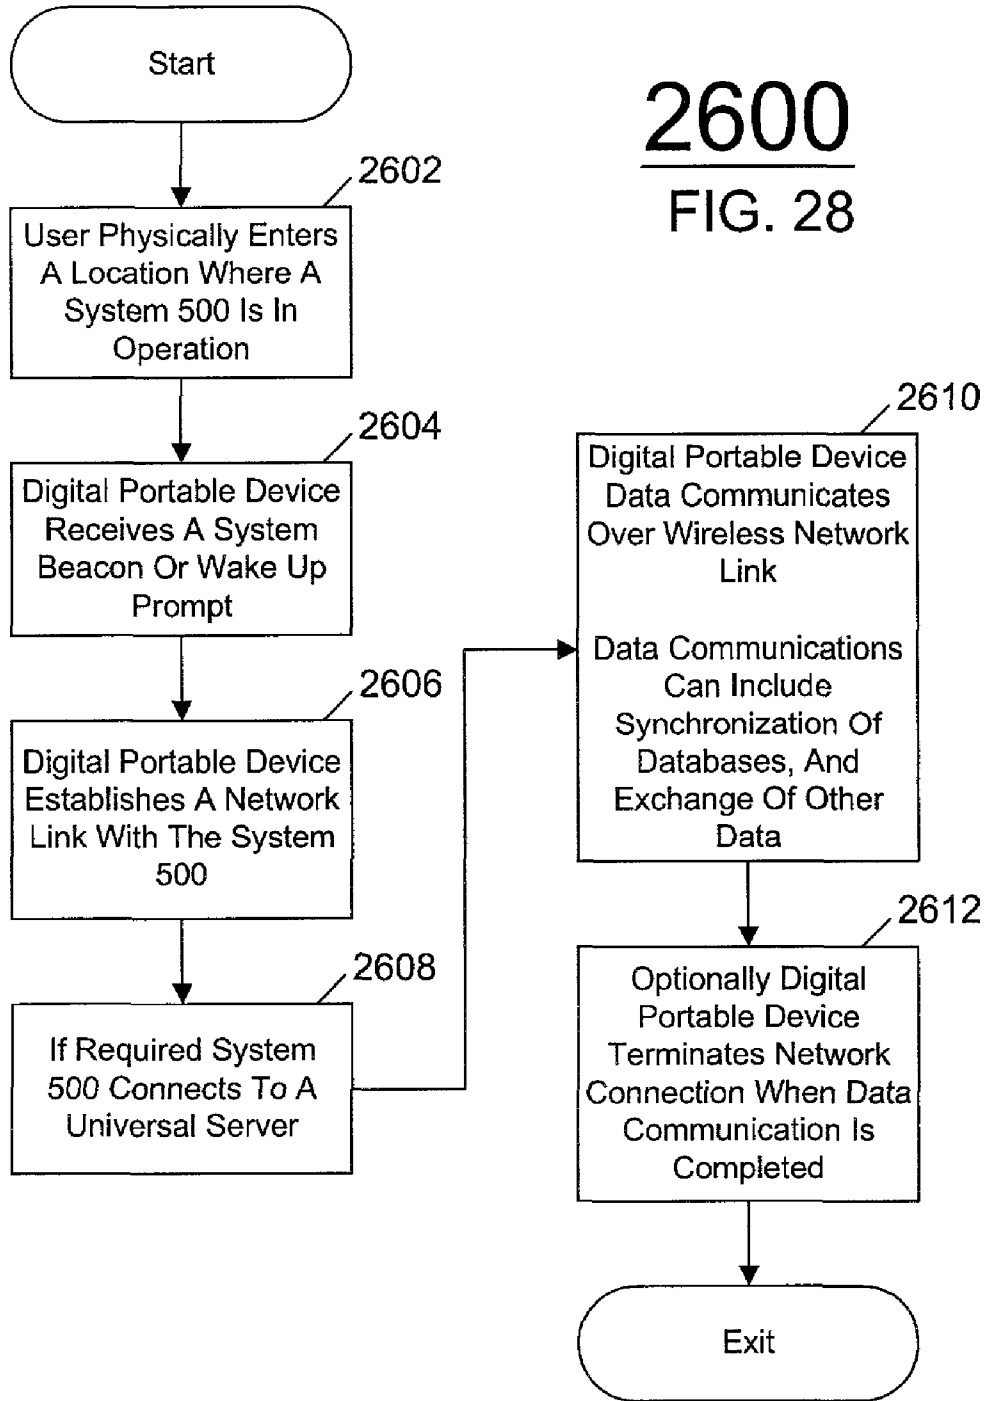 Start
2600
FIG. 28
2602
User Physically Enters
A Location Where A
System 500 Is In
Operation
2604
Digital Portable Device
Receives A System
Beacon Or Wake Up
Prompt
2606
Digital Portable Device
Establishes A Network
Link With The System
500
2608
If Required System
500 Connects To A
Universal Server
2610
Digital Portable Device
Data Communicates
Over Wireless Network
Link
Data Communications
Can Include
Synchronization Of
Databases, And
Exchange Of Other
Data
2612
Optionally Digital
Portable Device
Terminates Network
Connection When Data
Communication Is
Completed
Exit